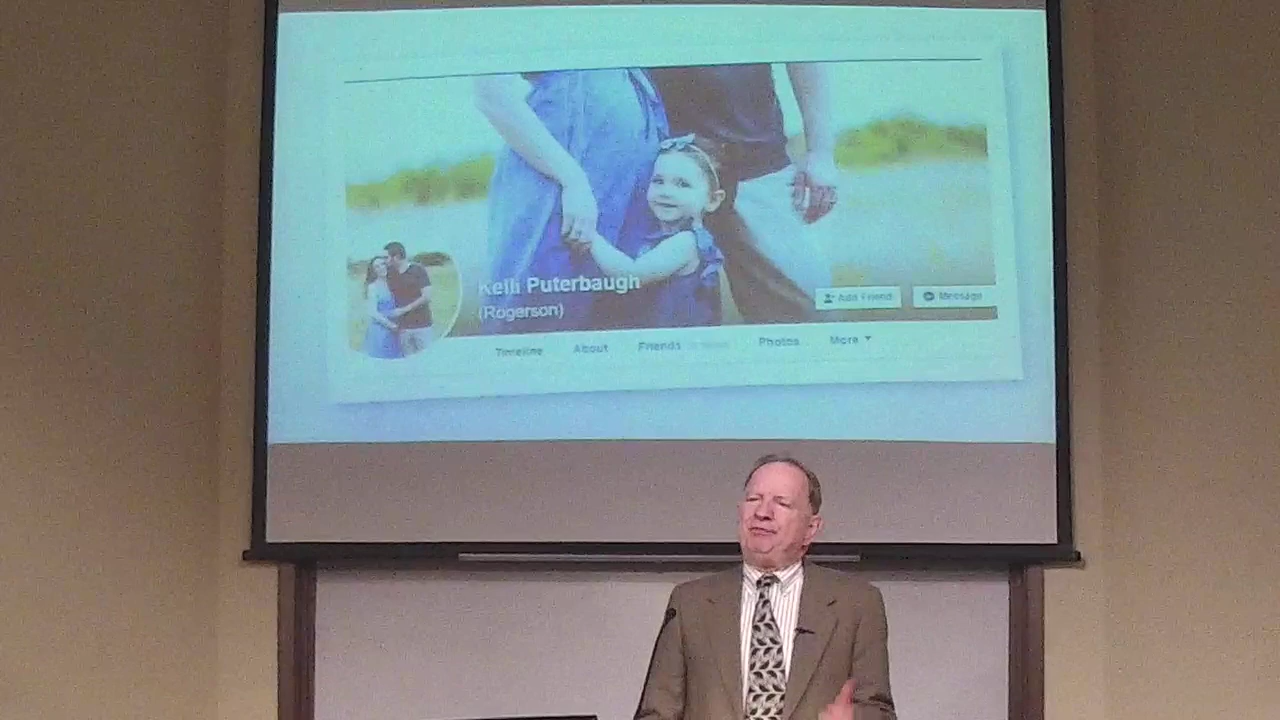 Kelli Puterbaugh
(Rogerson)
Add Friend
Message
Timeline About Friends Photos More